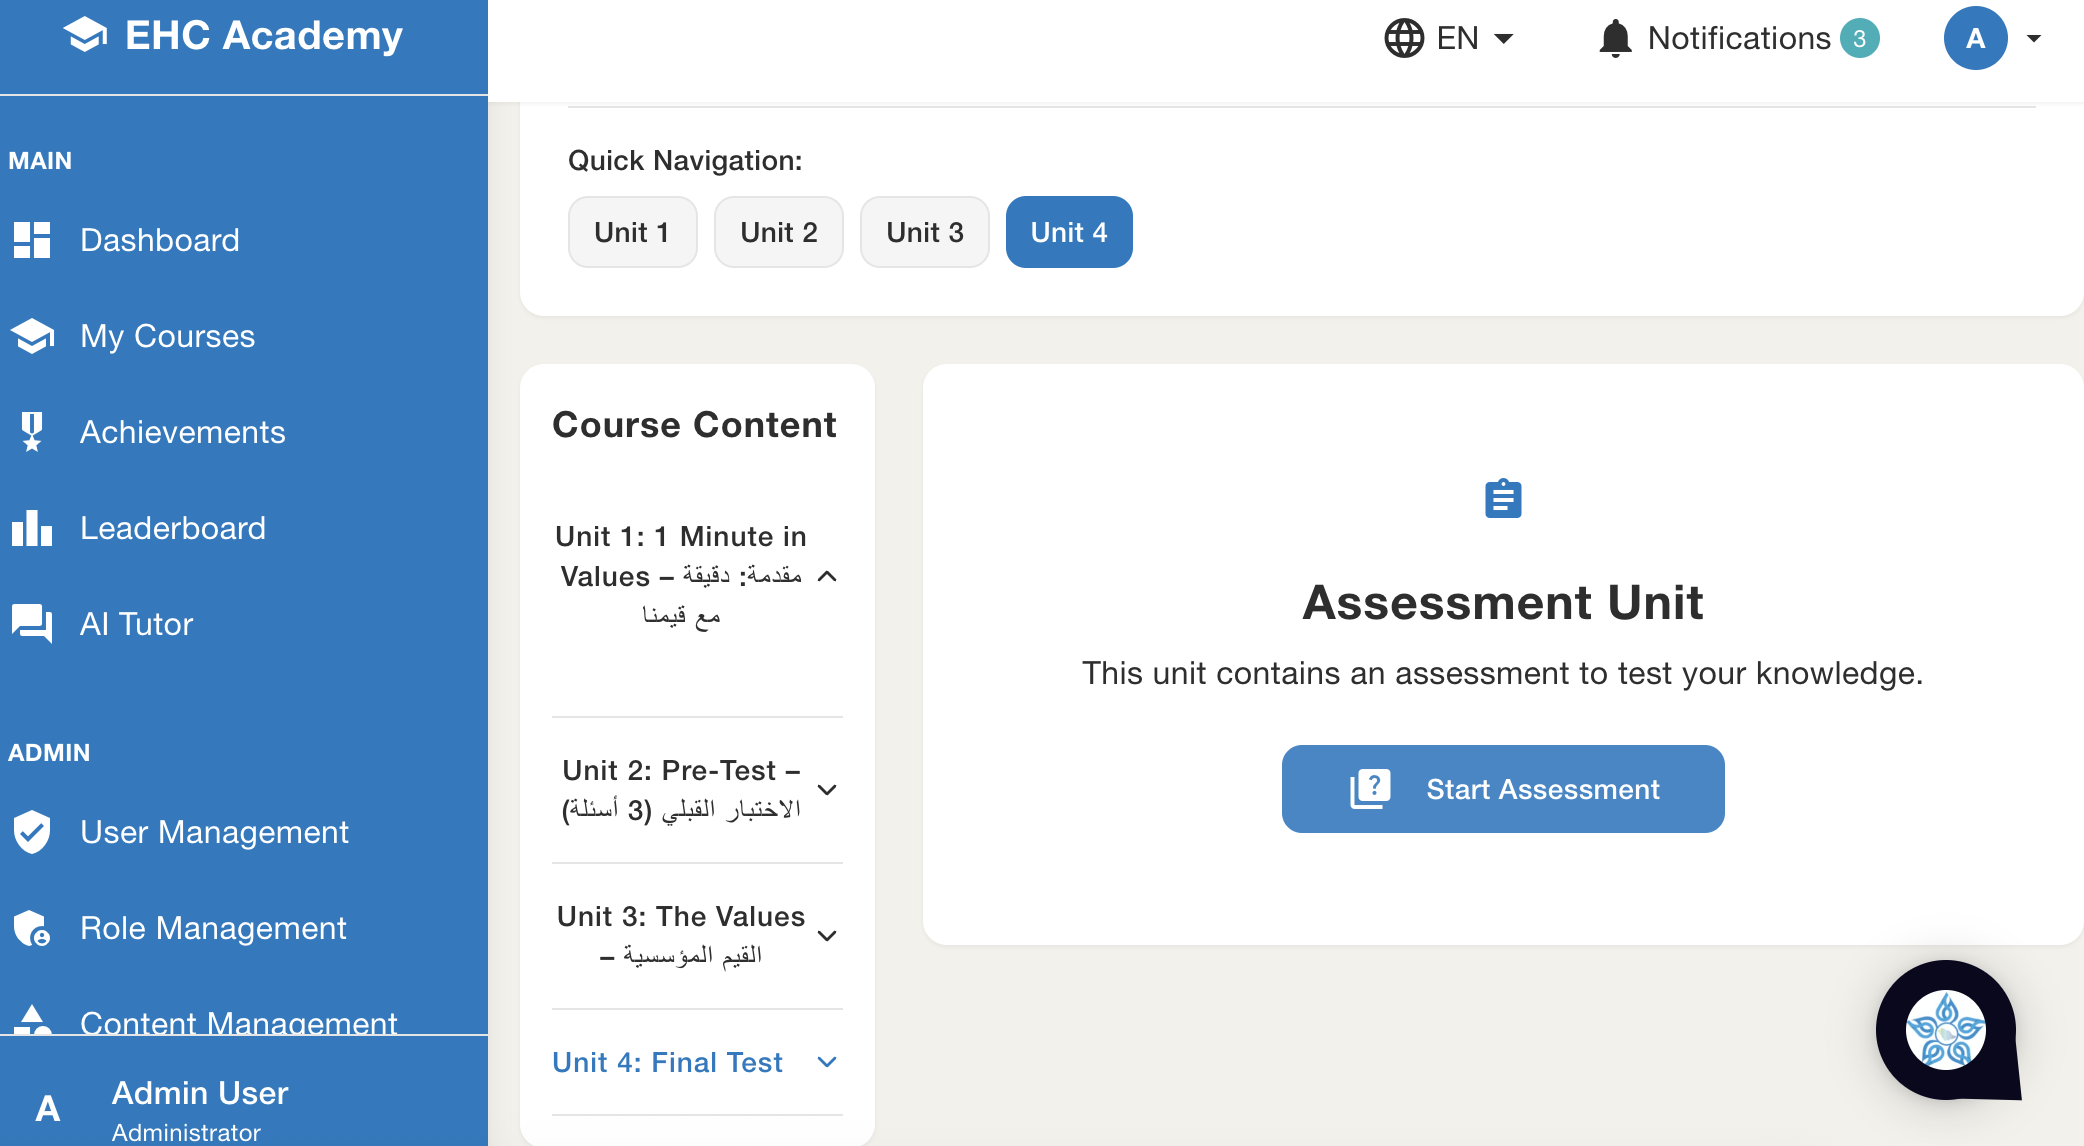 EHC Academy
EN
Notifications 3
A
MAIN
Dashboard
My Courses
Achievements
Leaderboard
AI Tutor
ADMIN
User Management
Role Management
Content Management
A
Admin User
Administrator
Quick Navigation:
Unit 1
Unit 2
Unit 3
Unit 4
Course Content
Unit 1: 1 Minute in
Values – مقدمة: دقيقة
مع قيمنا
Unit 2: Pre-Test –
الاختبار القبلي (3 أسئلة)
Unit 3: The Values
– القيم المؤسسية
Unit 4: Final Test
Assessment Unit
This unit contains an assessment to test your knowledge.
Start Assessment